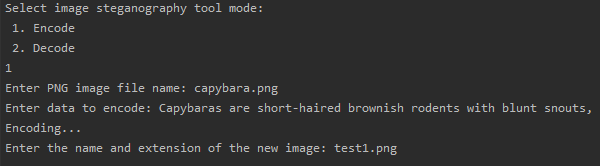 Select image steganography tool mode:
1. Encode
2. Decode
1
Enter PNG image file name: capybara.png
Enter data to encode: Capybaras are short-haired brownish rodents with blunt snouts,
Encoding...
Enter the name and extension of the new image: test1.png